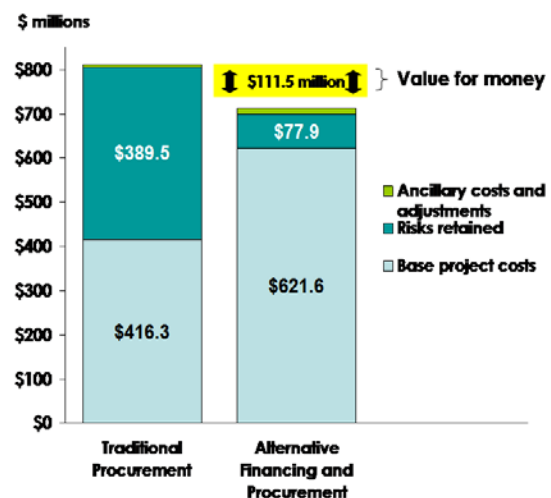 $ millions
$800
$700
$600
$500
$400
$300
$200
$100
$0
$111.5 million
Value for money
$389.5
$416.3
$77.9
$621.6
Ancillary costs and
adjustments
Risks retained
Base project costs
Traditional
Procurement
Alternative
Financing and
Procurement